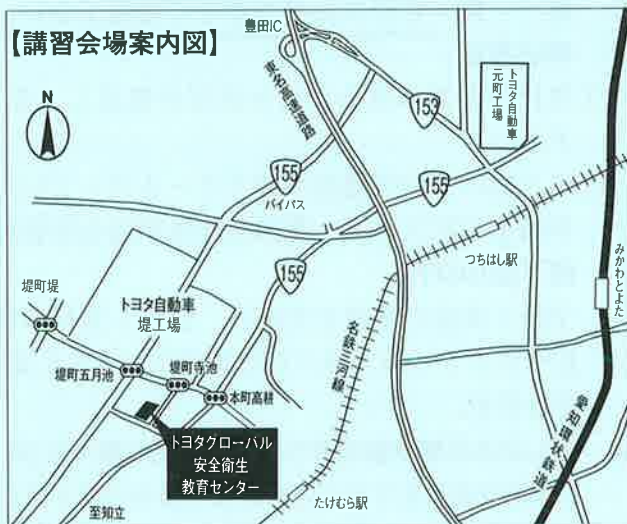 【講習会場案内図】
豊田IC
N
東名高速道路
153
トヨタ自動車
元町工場
155
バイパス
155
155
つちはし駅
みかわとよた
堤町堤
トヨタ自動車
堤工場
名鉄三河線
堤町五月池
堤町寺池
本町高耕
愛知環状鉄道
トヨタグローバル
安全衛生
教育センター
たけむら駅
至知立